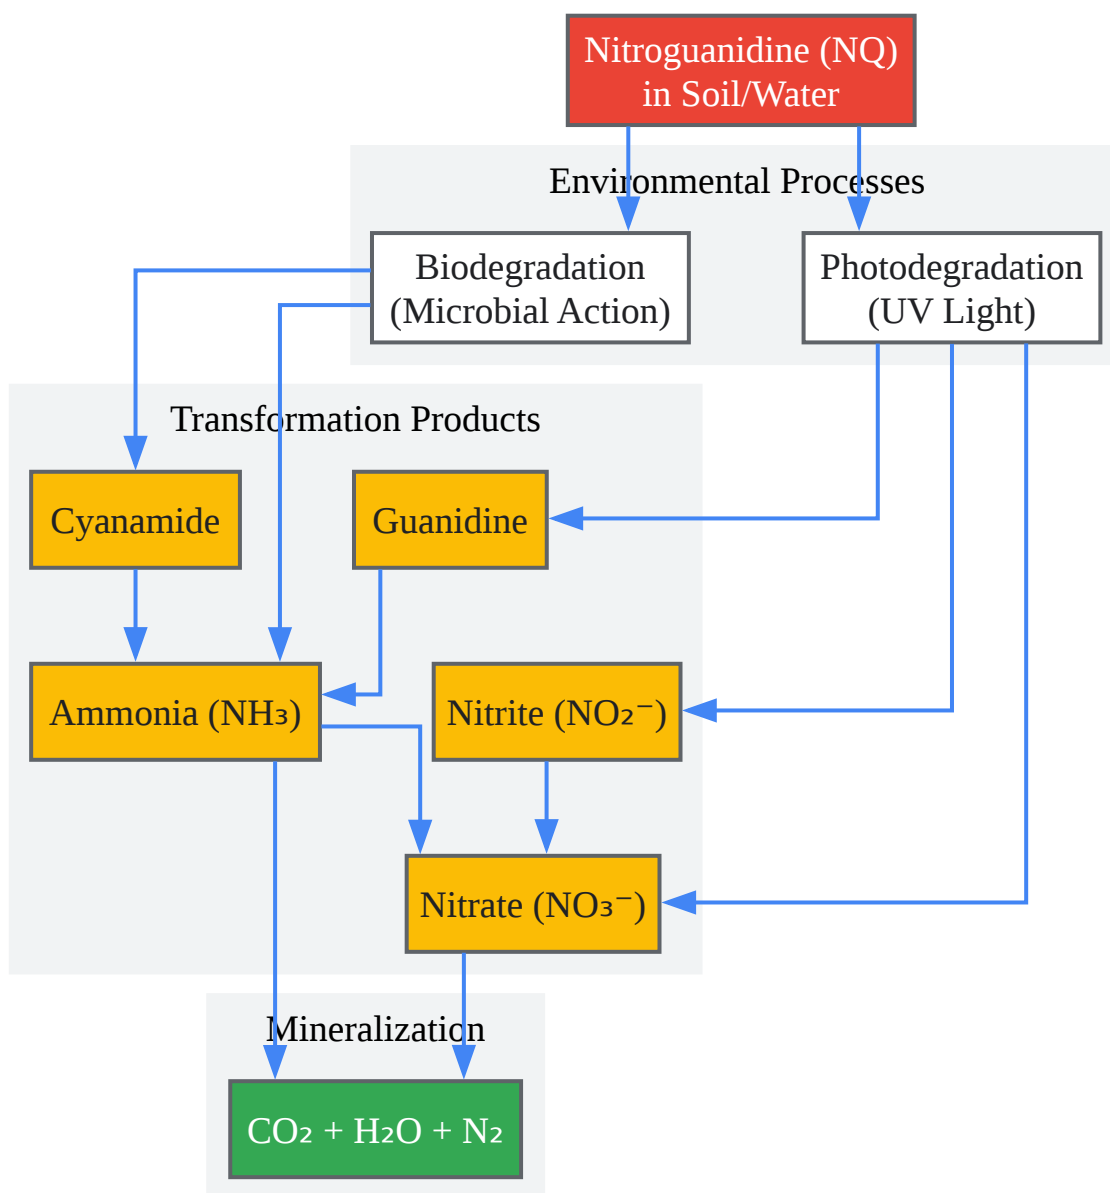 Nitroguanidine (NQ)
in Soil/Water
Environmental Processes
Biodegradation
(Microbial Action)
Photodegradation
(UV Light)
Transformation Products
Cyanamide
Guanidine
Ammonia (NH₃)
Nitrite (NO₂⁻)
Nitrate (NO₃⁻)
Mineralization
CO₂ + H₂O + N₂